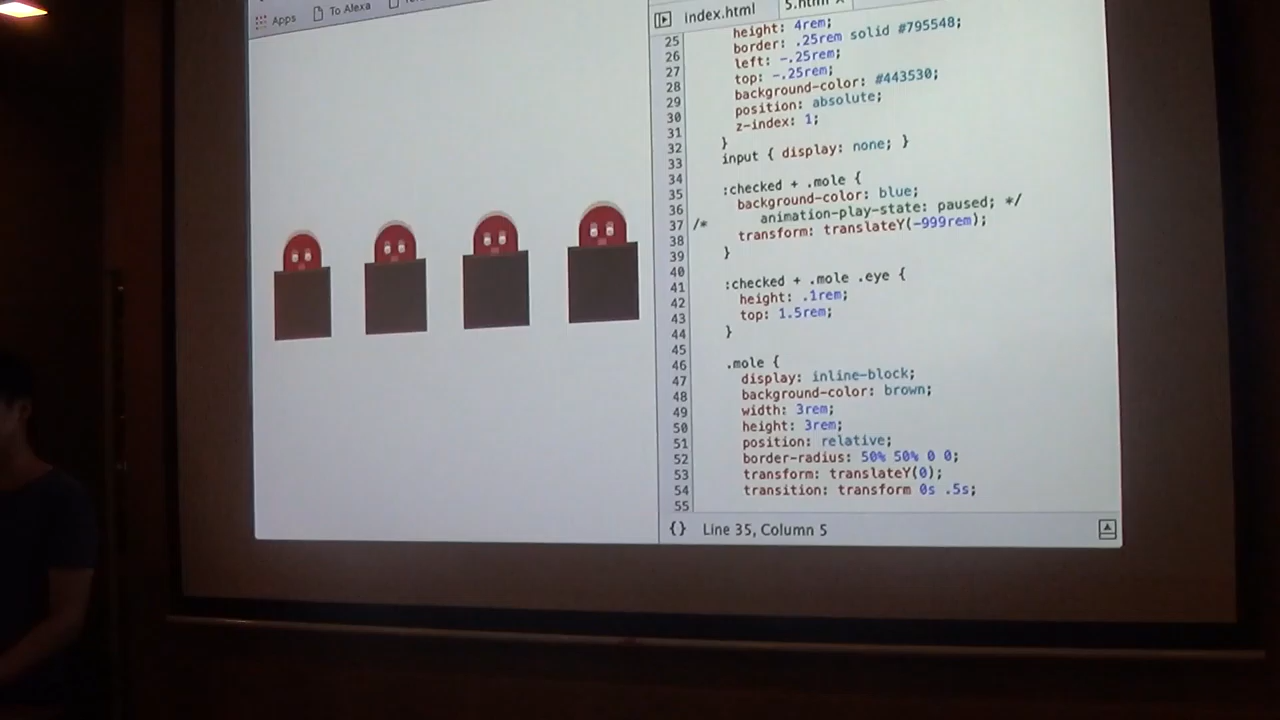 Apps
To Alexa
index.html
5.html
25
height: 4rem;
26
border: .25rem solid #795548;
27
left: -.25rem;
28
top: -.25rem;
29
background-color: #443530;
30
position: absolute;
31
z-index: 1;
32
}
33
input { display: none; }
34
35
:checked + .mole {
36
background-color: blue;
37
/* animation-play-state: paused; */
38
transform: translateY(-999rem);
39
}
40
41
:checked + .mole .eye {
42
height: .1rem;
43
top: 1.5rem;
44
}
45
46
.mole {
47
display: inline-block;
48
background-color: brown;
49
width: 3rem;
50
height: 3rem;
51
position: relative;
52
border-radius: 50% 50% 0 0;
53
transform: translateY(0);
54
transition: transform 0s .5s;
55
{} Line 35, Column 5